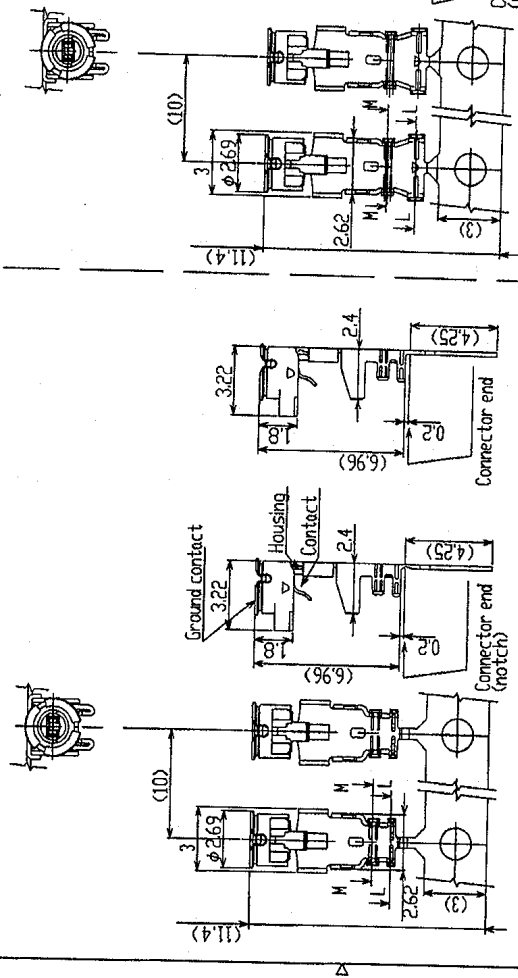 (10)
3
φ2.69
(11.4)
2.62
M
M
L
L
(3)
3.22
1.8
2.4
(6.96)
(4.25)
0.2
Connector end
Ground contact
Housing
Contact
3.22
1.8
2.4
(6.96)
(4.25)
0.2
Connector end
(notch)
(10)
3
φ2.69
(11.4)
M
M
L
L
2.62
(3)